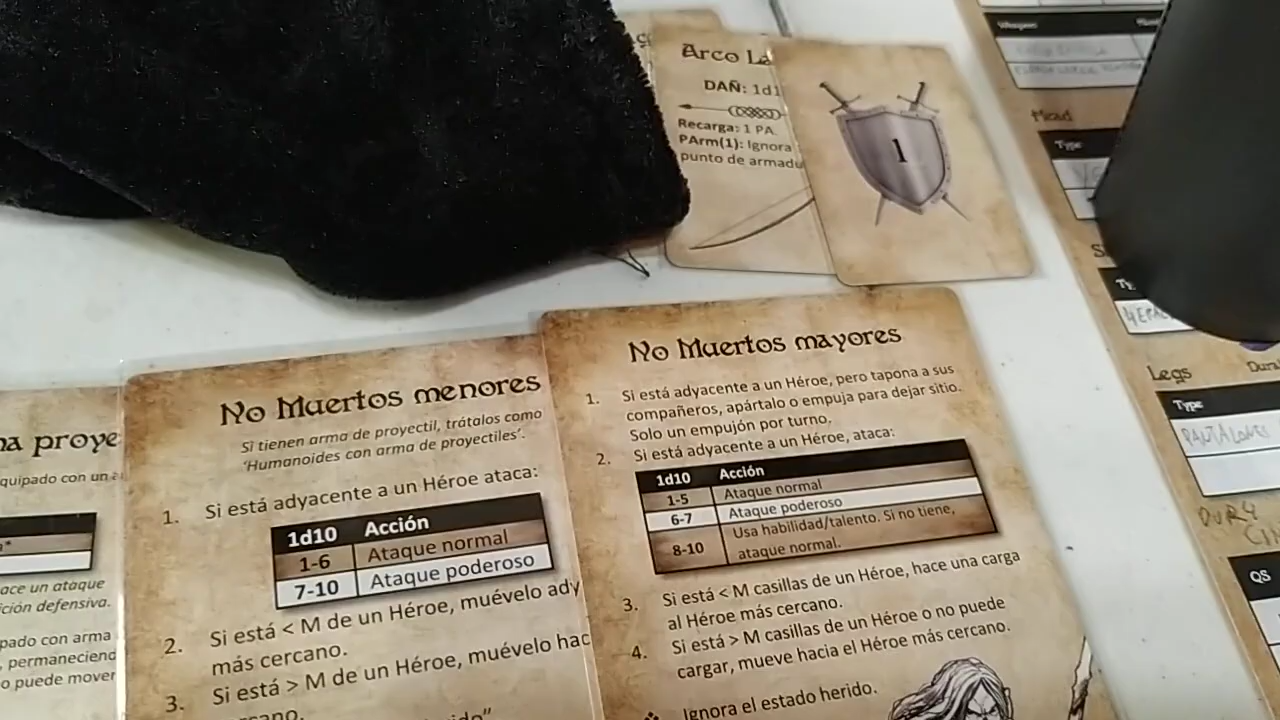 Arco
DAÑ: 1d1
Recarga: 1 PA.
PArm(1): Ignora
punto de armadu
1
Weapon
Head
Type
Legs
Type
PANTALONES
QS
na proye
quipado con un a
ace un ataque
ción defensiva.
pado con arma
, permaneciend
o puede mover
No Muertos menores
Si tienen arma de proyectil, trátalos como
'Humanoides con arma de proyectiles'.
1. Si está adyacente a un Héroe ataca:
1d10 Acción
1-6 Ataque normal
7-10 Ataque poderoso
2. Si está < M de un Héroe, muévelo ady
más cercano.
3. Si está > M de un Héroe, muévelo hac
No Muertos mayores
1. Si está adyacente a un Héroe, pero tapona a sus
compañeros, apártalo o empuja para dejar sitio.
Solo un empujón por turno.
2. Si está adyacente a un Héroe, ataca:
1d10 Acción
1-5 Ataque normal
6-7 Ataque poderoso
8-10 Usa habilidad/talento. Si no tiene,
ataque normal.
3. Si está < M casillas de un Héroe, hace una carga
al Héroe más cercano.
4. Si está > M casillas de un Héroe o no puede
cargar, mueve hacia el Héroe más cercano.
Ignora el estado herido.